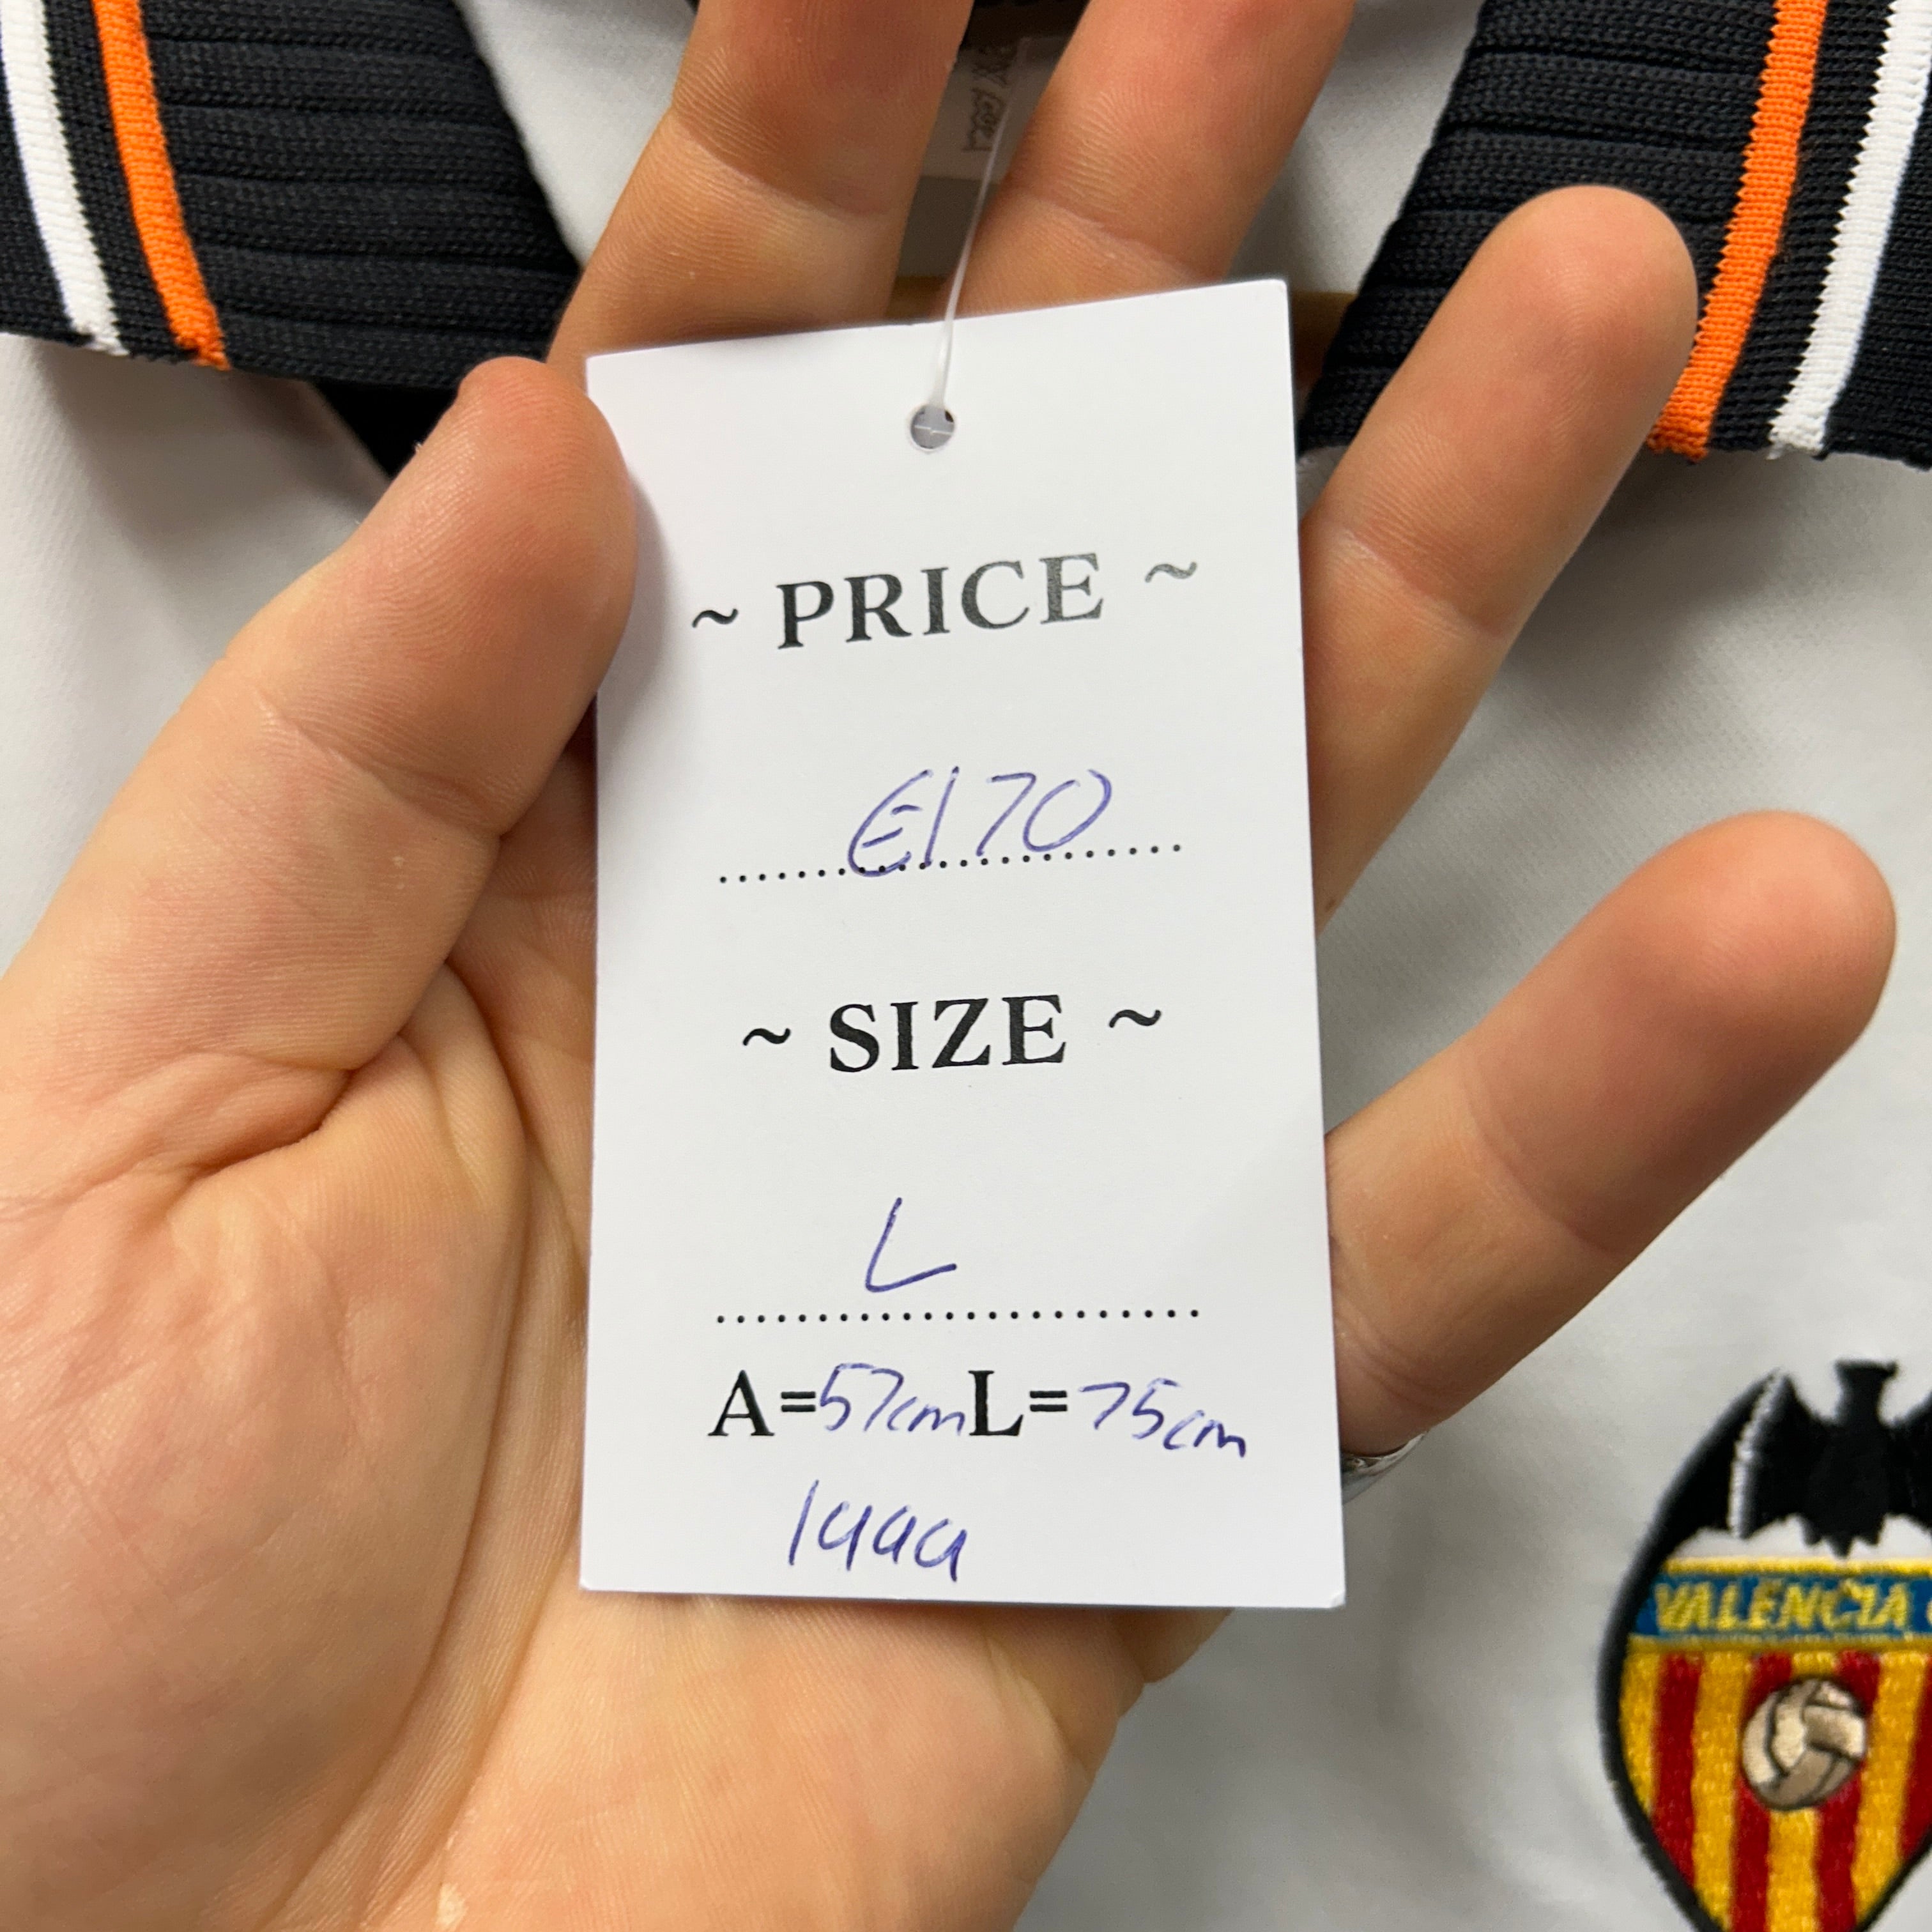 ~ PRICE ~
€170
~ SIZE ~
L
A=57cm L=75cm
1999
VALENCIA